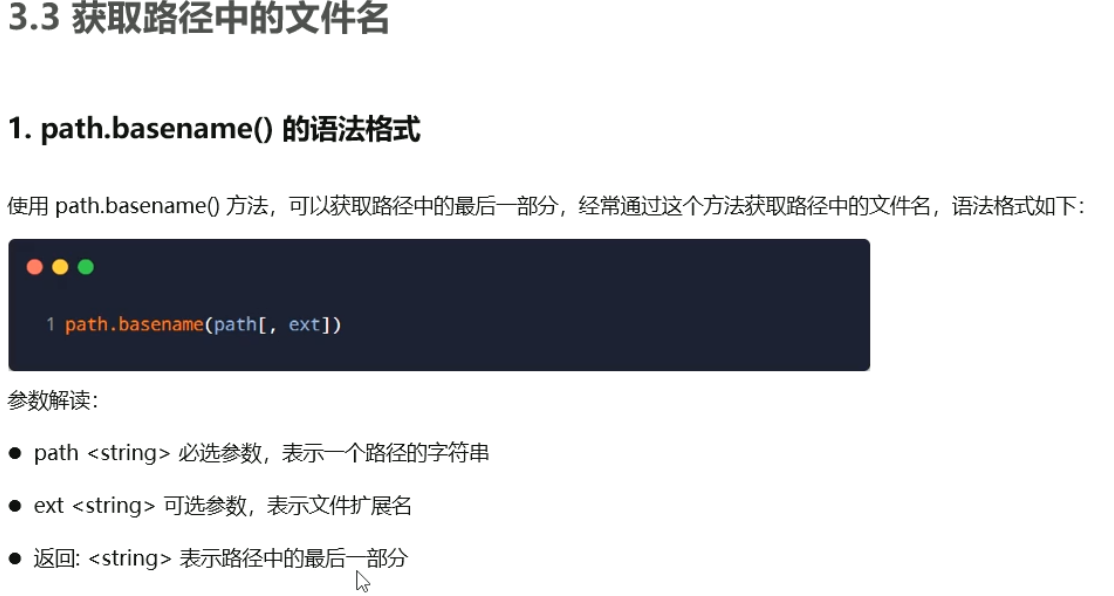 3.3 获取路径中的文件名
1. path.basename() 的语法格式
使用 path.basename() 方法，可以获取路径中的最后一部分，经常通过这个方法获取路径中的文件名，语法格式如下：
1 path.basename(path[, ext])
参数解读：
● path <string> 必选参数，表示一个路径的字符串
● ext <string> 可选参数，表示文件扩展名
● 返回: <string> 表示路径中的最后一部分